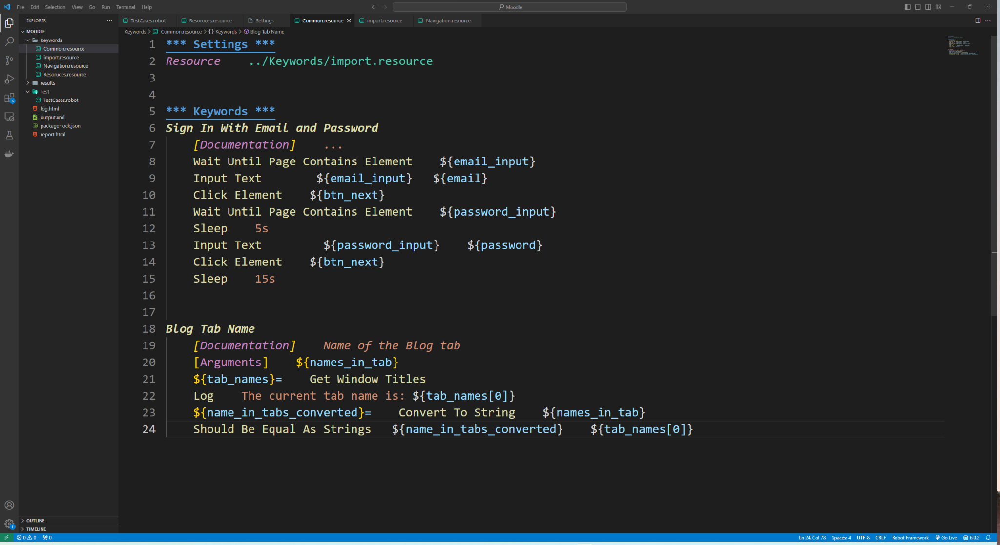 File Edit Selection View Go Run Terminal Help
Moodle
EXPLORER
TestCases.robot
Resoruces.resource
Settings
Common.resource
import.resource
Navigation.resource
Keywords > Common.resource > {} Keywords > Blog Tab Name
MOODLE
Keywords
Common.resource
import.resource
Navigation.resource
Resoruces.resource
results
Test
TestCases.robot
log.html
output.xml
package-lock.json
report.html
6
1 *** Settings ***
2 Resource    ../Keywords/import.resource
3
4
5 *** Keywords ***
6 Sign In With Email and Password
7     [Documentation]    ...
8     Wait Until Page Contains Element    ${email_input}
9     Input Text        ${email_input}   ${email}
10     Click Element    ${btn_next}
11     Wait Until Page Contains Element    ${password_input}
12     Sleep    5s
13     Input Text         ${password_input}    ${password}
14     Click Element    ${btn_next}
15     Sleep    15s
16
17
18 Blog Tab Name
19     [Documentation]    Name of the Blog tab
20     [Arguments]    ${names_in_tab}
21     ${tab_names}=    Get Window Titles
22     Log    The current tab name is: ${tab_names[0]}
23     ${name_in_tabs_converted}=    Convert To String    ${names_in_tab}
24     Should Be Equal As Strings   ${name_in_tabs_converted}    ${tab_names[0]}
OUTLINE
TIMELINE
1
0 0 0
Ln 24, Col 78 Spaces: 4 UTF-8 CRLF Robot Framework Go Live 6.0.2